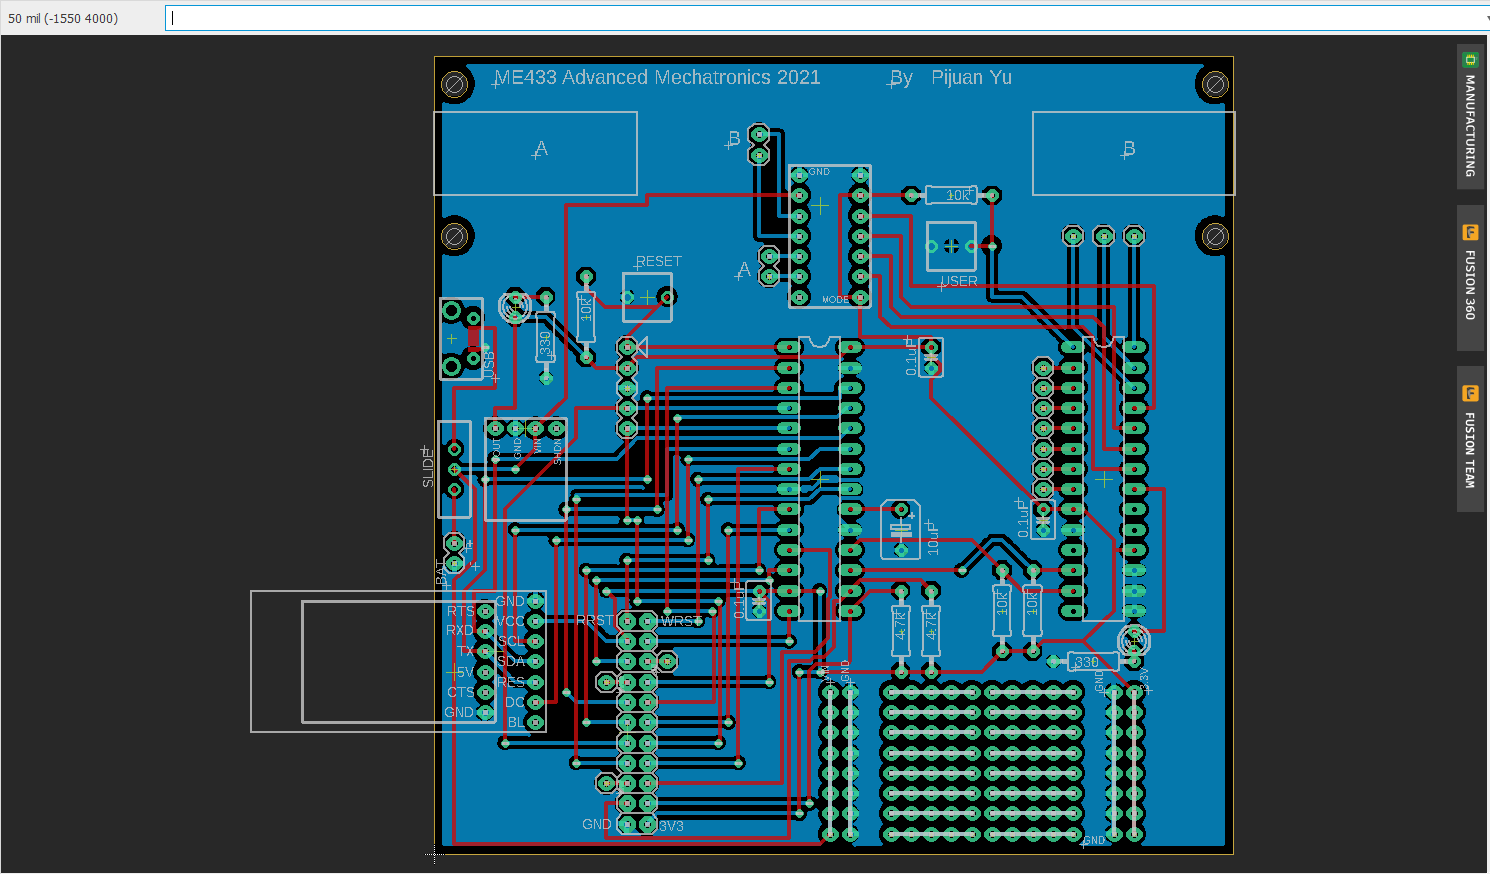 50 mil (-1550 4000)
MANUFACTURING
FUSION 360
FUSION TEAM
ME433 Advanced Mechatronics 2021
By Pijuan Yu
A
B
B
GND
10k
A
MODE
USER
RESET
10k
330
USB
0.1uF
SLIDE
OUT
GND
VIN
SHDN
0.1uF
10uF
BAT
+
+
0.1uF
10k
10k
4.7k
4.7k
RTS
RXD
TX
5V
CTS
GND
GND
VCC
SCL
SDA
RES
DC
BL
RRST
WRST
330
VIN
GND
GND
3.3V
GND
3V3
GND